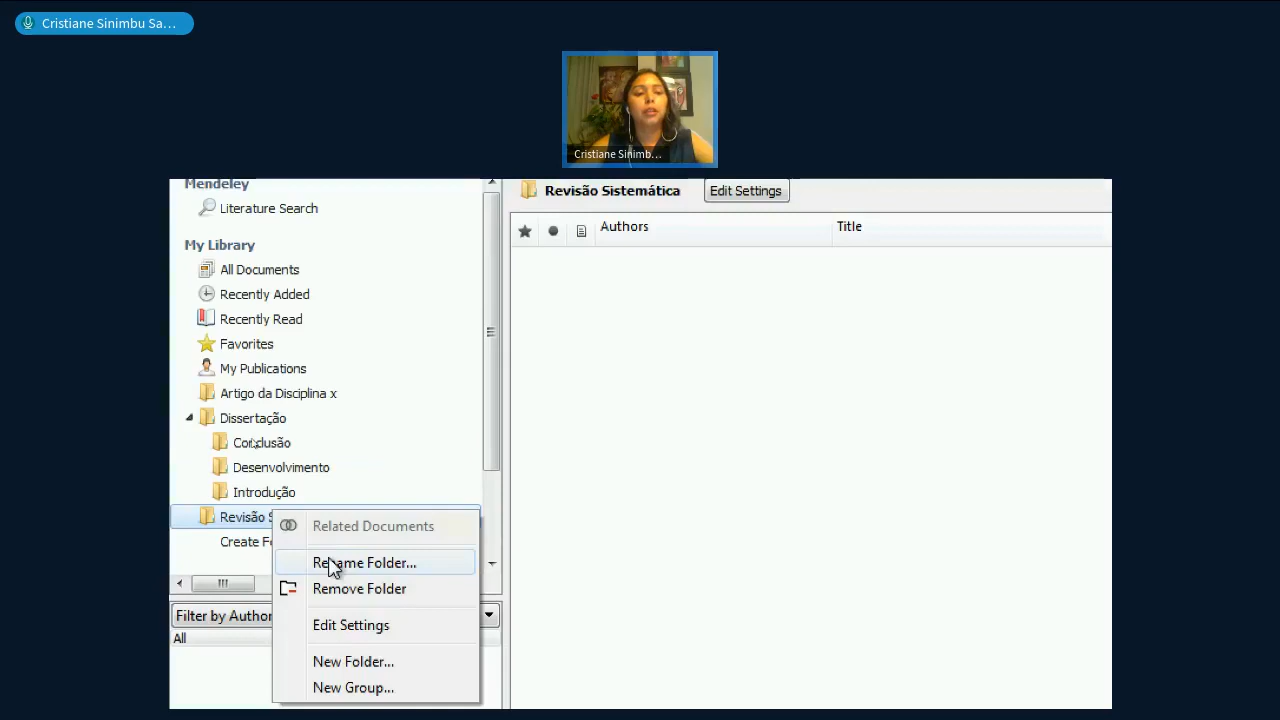 Cristiane Sinimbu Sa...
Cristiane Sinimb...
Mendeley
Literature Search
My Library
All Documents
Recently Added
Recently Read
Favorites
My Publications
Artigo da Disciplina x
Dissertação
Conclusão
Desenvolvimento
Introdução
Revisão S
Create Fo
Filter by Author
All
Related Documents
Rename Folder...
Remove Folder
Edit Settings
New Folder...
New Group...
Revisão Sistemática
Edit Settings
Authors
Title